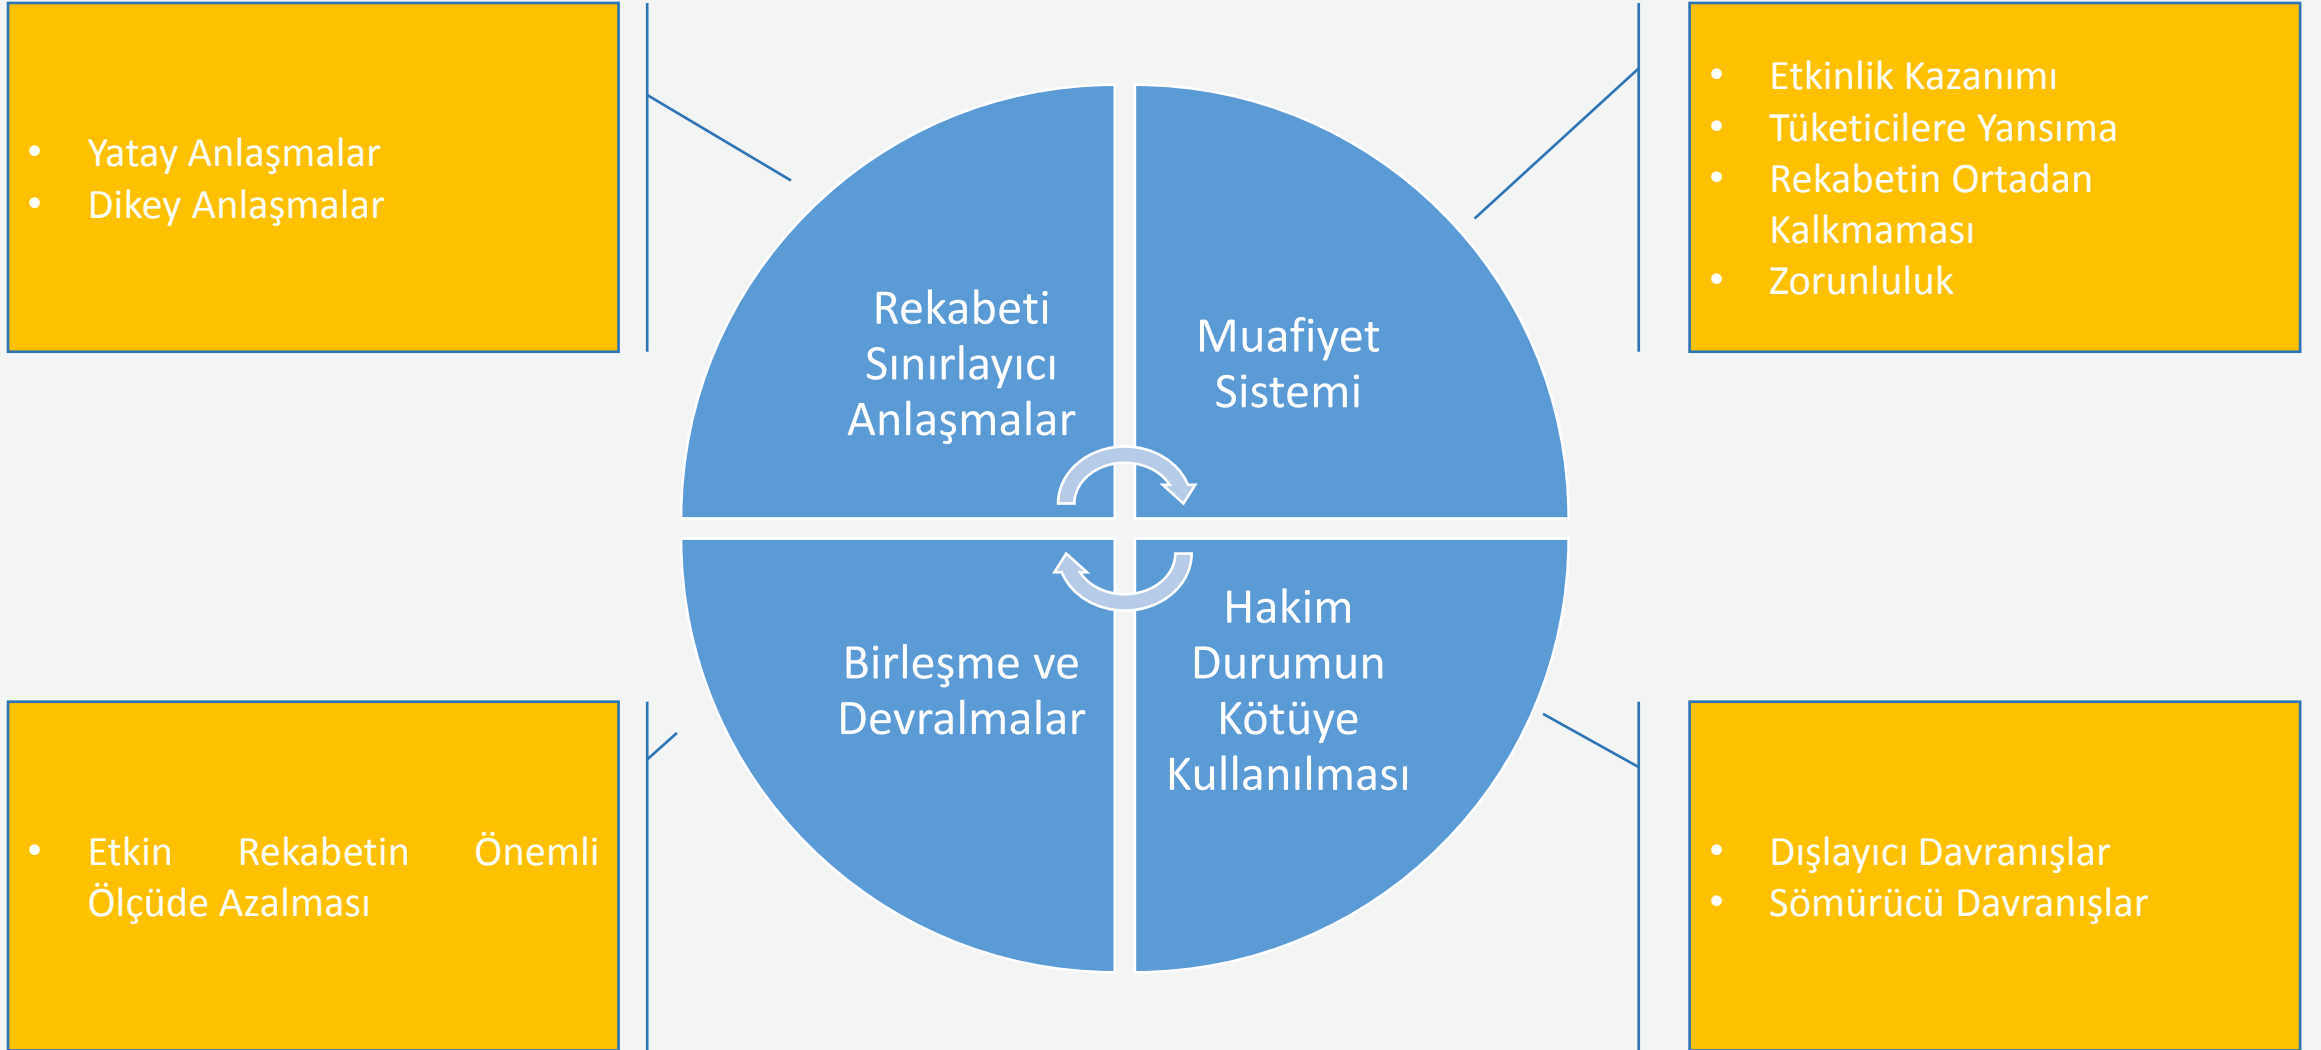 • Yatay Anlaşmalar
• Dikey Anlaşmalar
Rekabeti
Sınırlayıcı
Anlaşmalar
Muafiyet
Sistemi
• Etkinlik Kazanımı
• Tüketicilere Yansıma
• Rekabetin Ortadan
Kalkmaması
• Zorunluluk
• Etkin Rekabetin Önemli
Ölçüde Azalması
Birleşme ve
Devralmalar
Hakim
Durumun
Kötüye
Kullanılması
• Dışlayıcı Davranışlar
• Sömürücü Davranışlar